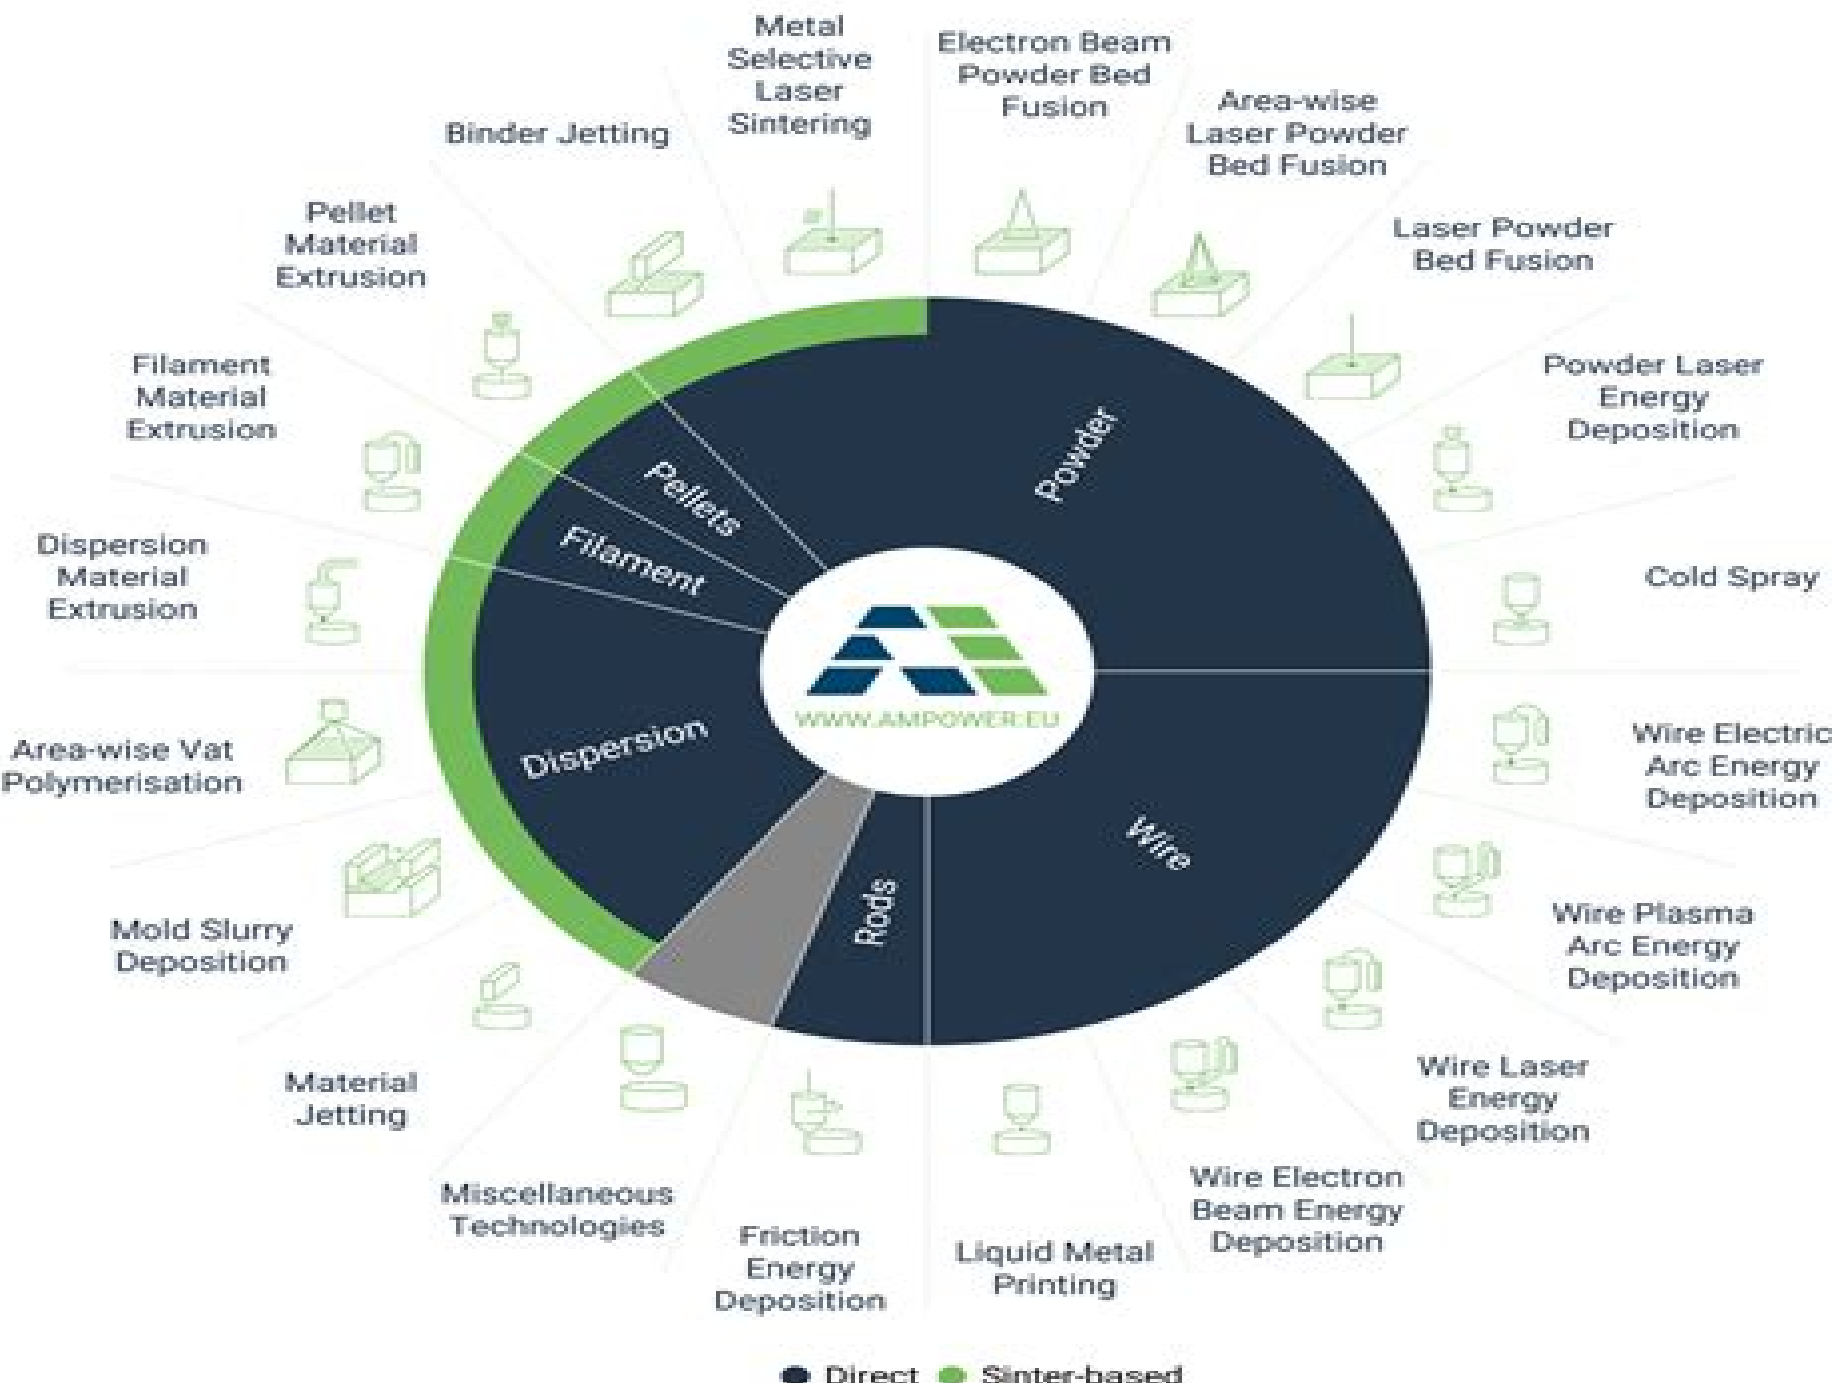 Metal
Selective
Laser
Sintering
Electron Beam
Powder Bed
Fusion
Area-wise
Laser Powder
Bed Fusion
Laser Powder
Bed Fusion
Powder Laser
Energy
Deposition
Cold Spray
Wire Electric
Arc Energy
Deposition
Wire Plasma
Arc Energy
Deposition
Wire Laser
Energy
Deposition
Wire Electron
Beam Energy
Deposition
Liquid Metal
Printing
Friction
Energy
Deposition
Miscellaneous
Technologies
Material
Jetting
Mold Slurry
Deposition
Area-wise Vat
Polymerisation
Dispersion
Material
Extrusion
Filament
Material
Extrusion
Pellet
Material
Extrusion
Binder Jetting
Powder
Wire
Rods
Dispersion
Filament
Pellets
WWW.AMPOWER.EU
Direct
Sinter-based